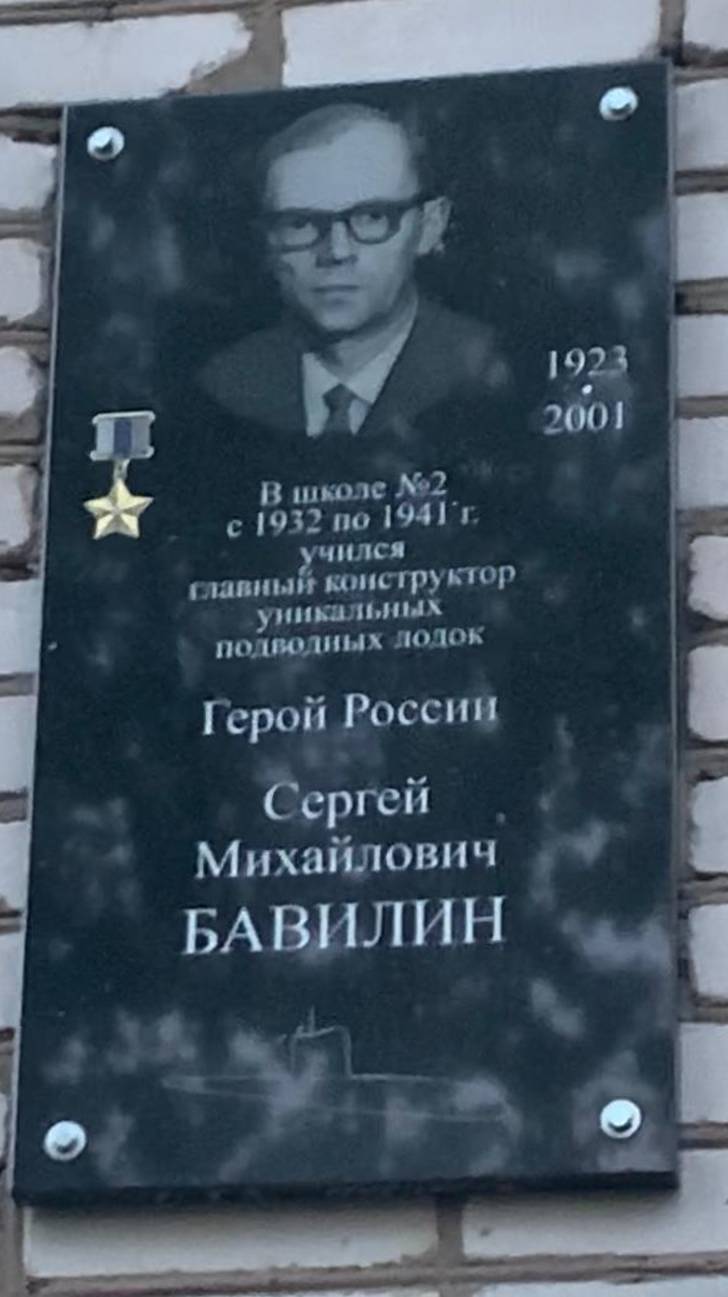 1923
2001
В школе №2
с 1932 по 1941 г.
учился
главный конструктор
уникальных
подводных лодок
Герой России
Сергей
Михайлович
БАВИЛИН